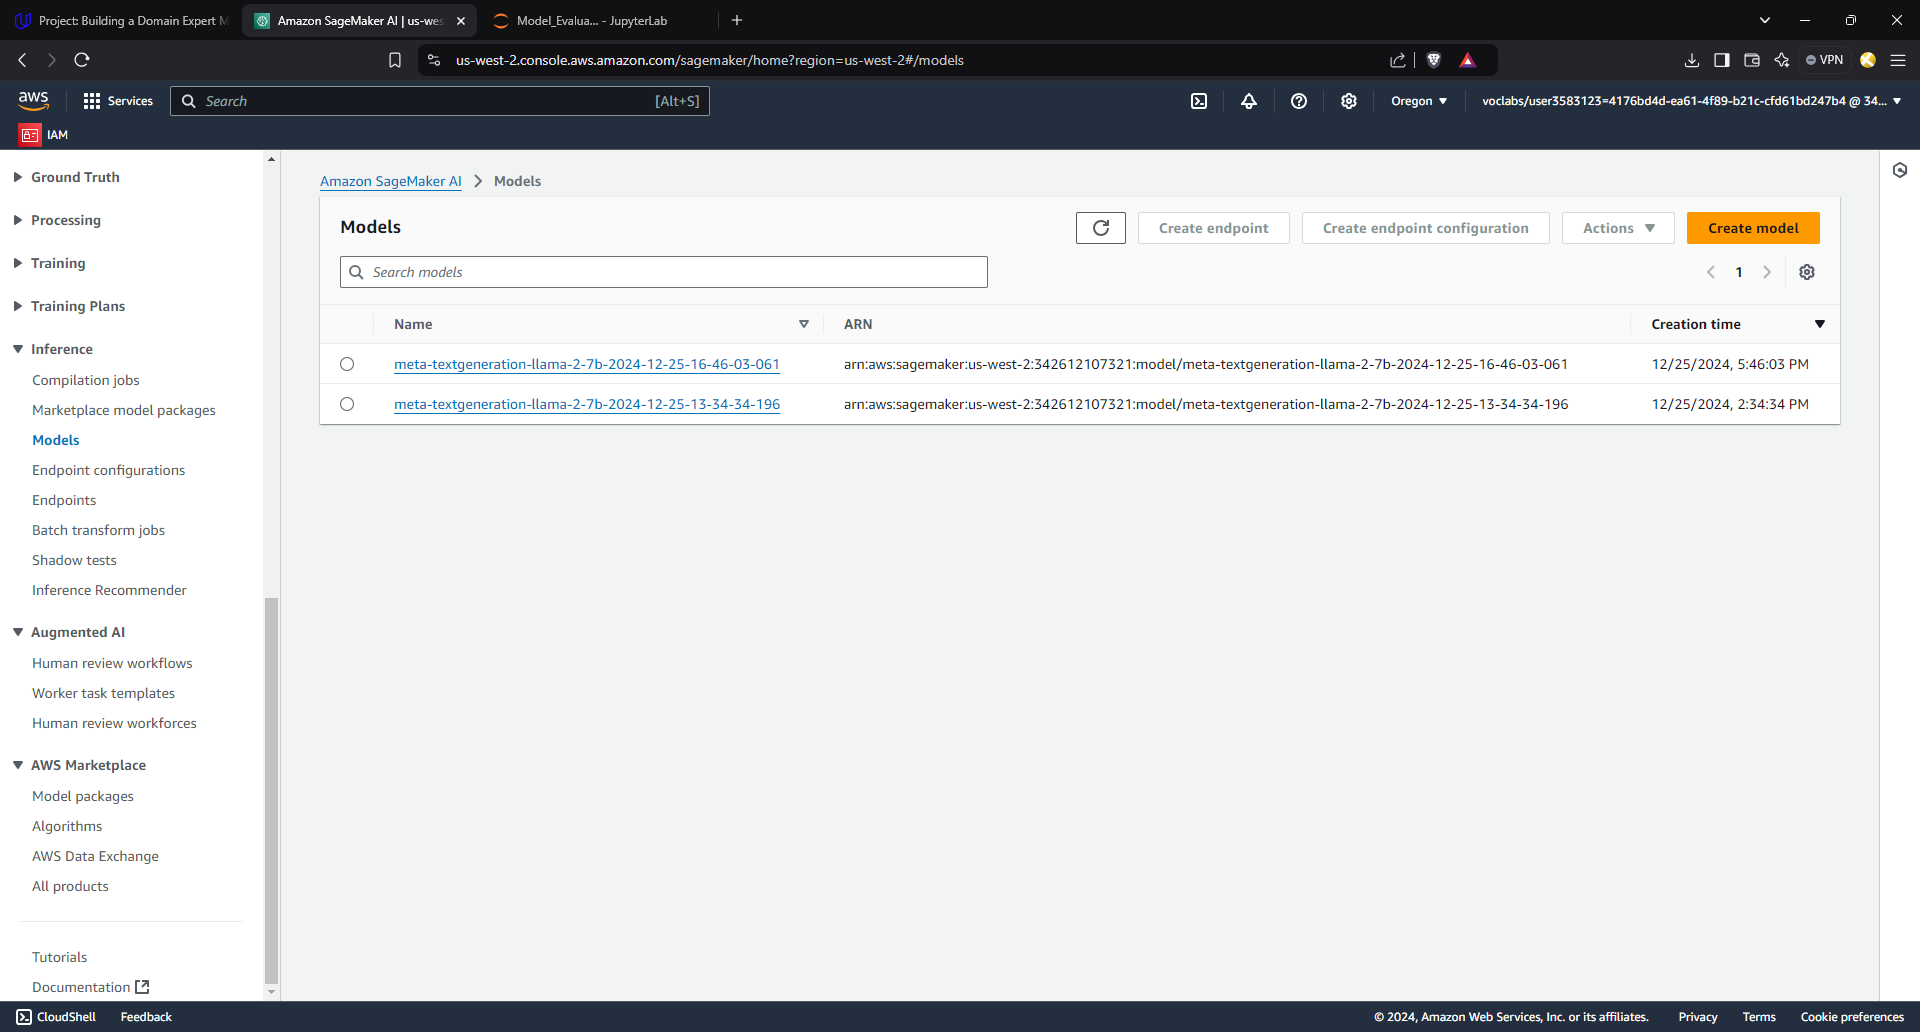 Project: Building a Domain Expert M
Amazon SageMaker AI | us-wes
Model_Evalua... - JupyterLab
us-west-2.console.aws.amazon.com/sagemaker/home?region=us-west-2#/models
VPN
aws
Services
Search
[Alt+S]
Oregon
voclabs/user3583123=4176bd4d-ea61-4f89-b21c-cfd61bd247b4 @ 34...
IAM
Ground Truth
Processing
Training
Training Plans
Inference
Compilation jobs
Marketplace model packages
Models
Endpoint configurations
Endpoints
Batch transform jobs
Shadow tests
Inference Recommender
Augmented AI
Human review workflows
Worker task templates
Human review workforces
AWS Marketplace
Model packages
Algorithms
AWS Data Exchange
All products
Tutorials
Documentation
Amazon SageMaker AI > Models
Models
Create endpoint
Create endpoint configuration
Actions
Create model
Search models
1
Name ARN Creation time
meta-textgeneration-llama-2-7b-2024-12-25-16-46-03-061 arn:aws:sagemaker:us-west-2:342612107321:model/meta-textgeneration-llama-2-7b-2024-12-25-16-46-03-061 12/25/2024, 5:46:03 PM
meta-textgeneration-llama-2-7b-2024-12-25-13-34-34-196 arn:aws:sagemaker:us-west-2:342612107321:model/meta-textgeneration-llama-2-7b-2024-12-25-13-34-34-196 12/25/2024, 2:34:34 PM
CloudShell
Feedback
© 2024, Amazon Web Services, Inc. or its affiliates.
Privacy
Terms
Cookie preferences